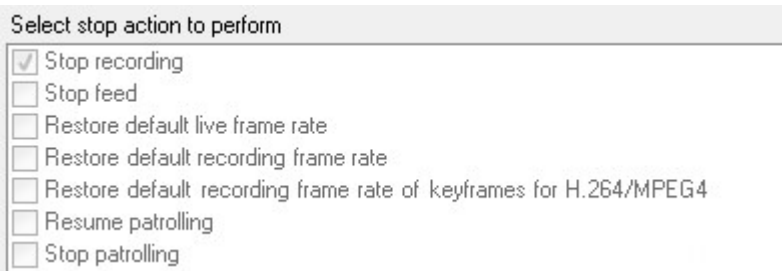 Select stop action to perform
Stop recording
Stop feed
Restore default live frame rate
Restore default recording frame rate
Restore default recording frame rate of keyframes for H.264/MPEG4
Resume patrolling
Stop patrolling